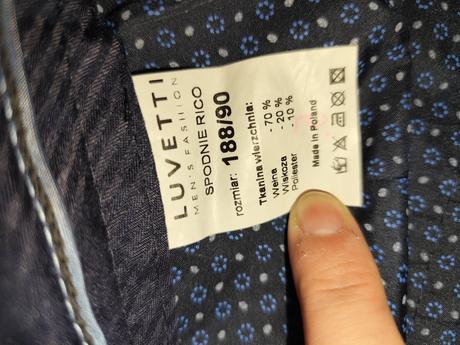 LUVETTI
MEN'S FASHION
SPODNIE RICO
rozmiar: 188/90
Tkanina wierzchnia:
Wełna - 70 %
Wiskoza - 20 %
Poliester - 10 %
Made in Poland